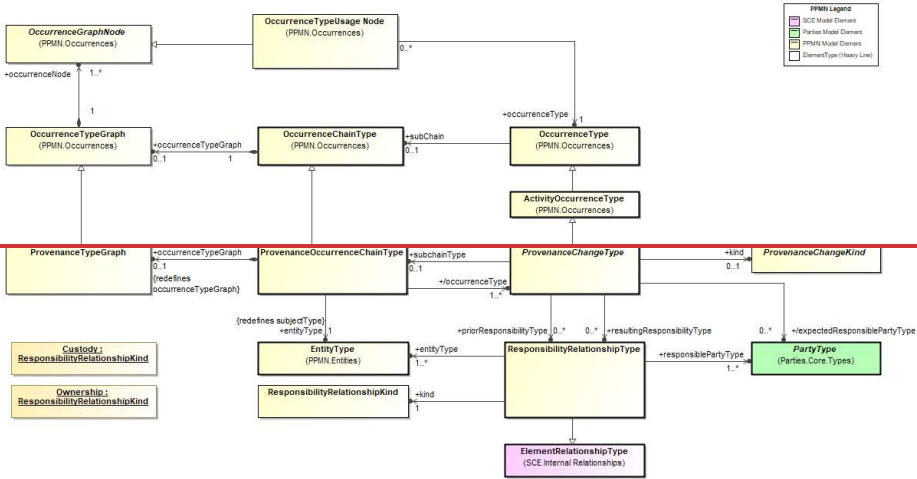 PPMN Legend
SCE Model Element
Parties Model Element
PPMN Model Element
ElementType (Heavy Line)
OccurrenceGraphNode
(PPMN.Occurrences)
OccurrenceTypeUsage Node
(PPMN.Occurrences)
0..*
+occurrenceNode
1..*
1
+occurrenceType
1
OccurrenceTypeGraph
(PPMN.Occurrences)
+occurrenceTypeGraph
0..1
1
OccurrenceChainType
(PPMN.Occurrences)
+subChain
0..1
OccurrenceType
(PPMN.Occurrences)
ActivityOccurrenceType
(PPMN.Occurrences)
ProvenanceTypeGraph
+occurrenceTypeGraph
0..1
{redefines
occurrenceTypeGraph}
ProvenanceOccurrenceChainType
+subchainType
0..1
+/occurrenceType
1..*
ProvenanceChangeType
+kind
0..1
ProvenanceChangeKind
{redefines subjectType}
+entityType
1
+priorResponsibilityType
0..*
0..*
+resultingResponsibilityType
0..*
+/expectedResponsiblePartyType
Custody :
ResponsibilityRelationshipKind
EntityType
(PPMN.Entities)
+entityType
1..*
ResponsibilityRelationshipType
+responsiblePartyType
1..*
PartyType
(Parties.Core.Types)
Ownership :
ResponsibilityRelationshipKind
ResponsibilityRelationshipKind
+kind
1
ElementRelationshipType
(SCE.Internal Relationships)